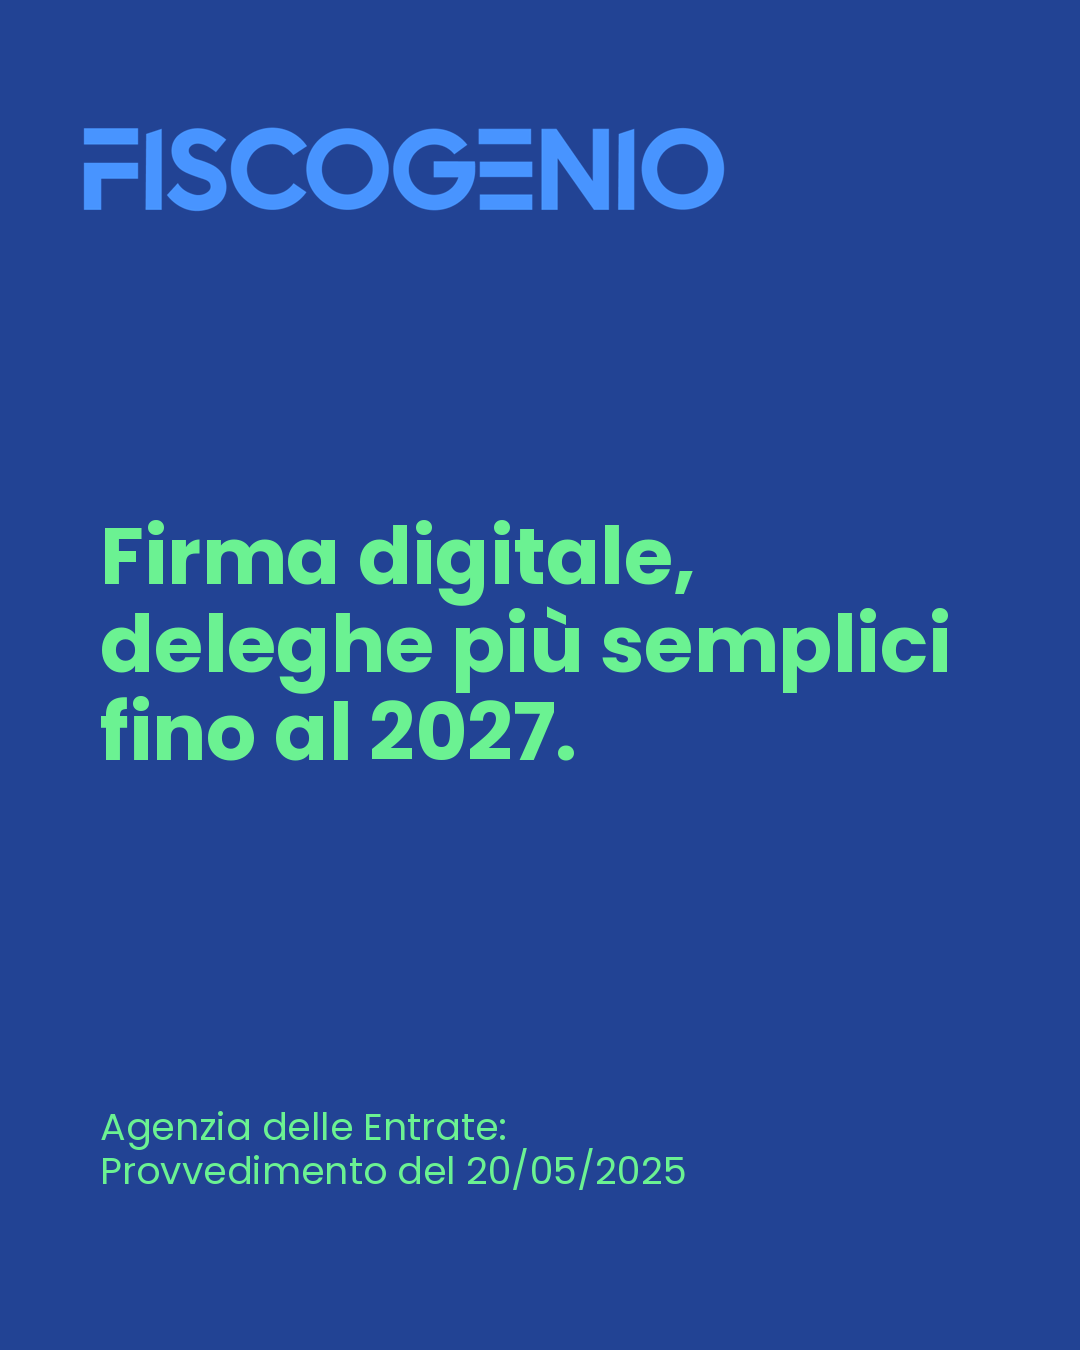 FISCOGENIO
Firma digitale,
deleghe più semplici
fino al 2027.
Agenzia delle Entrate:
Provvedimento del 20/05/2025